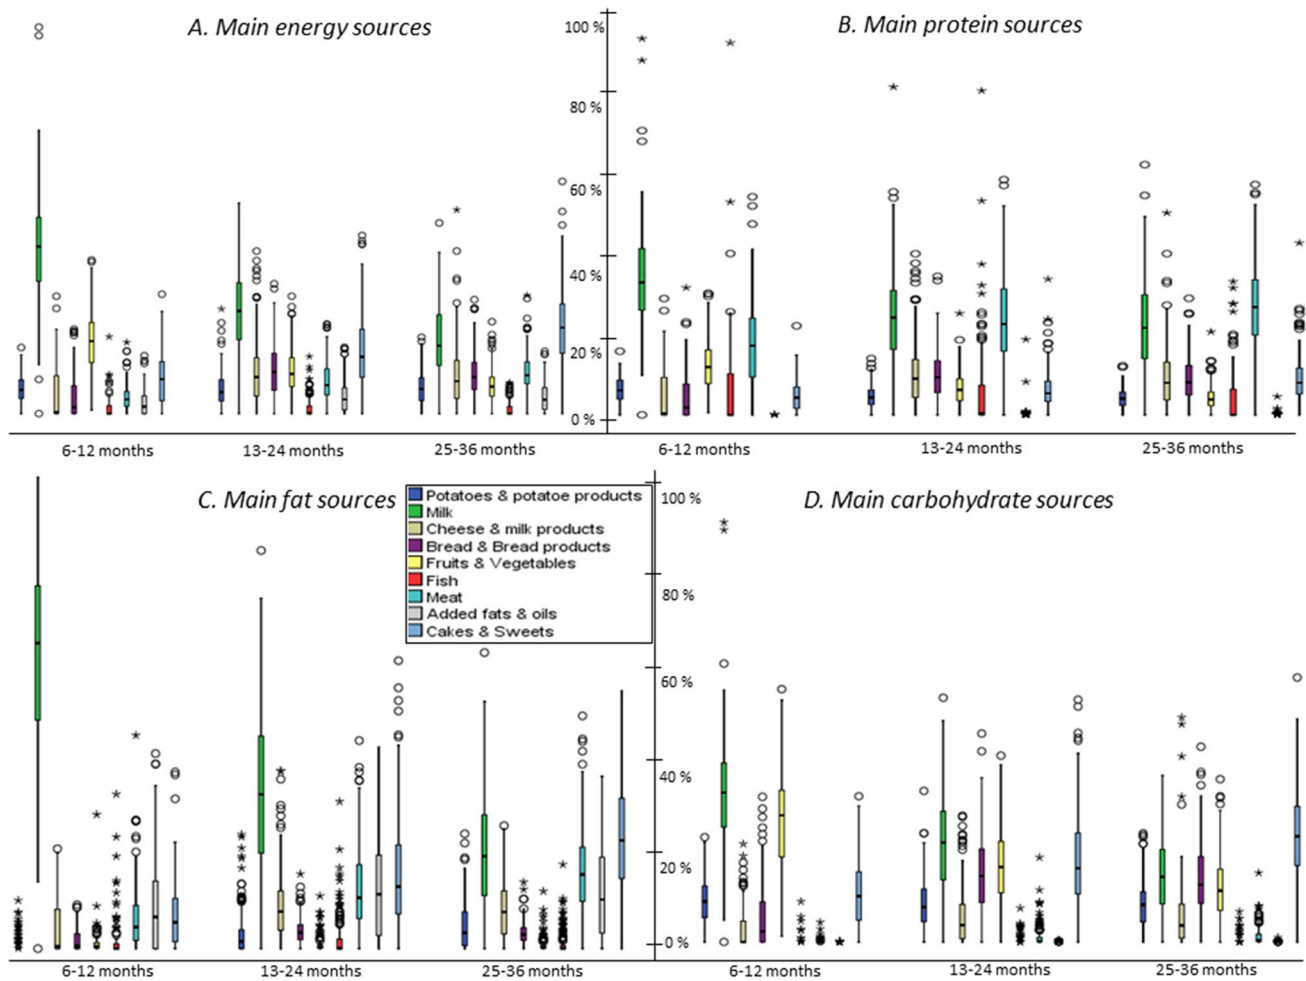 A. Main energy sources
B. Main protein sources
100 %
80 %
60 %
40 %
20 %
0 %
6-12 months
13-24 months
25-36 months
6-12 months
13-24 months
25-36 months
C. Main fat sources
D. Main carbohydrate sources
Potatoes & potatoe products
Milk
Cheese & milk products
Bread & Bread products
Fruits & Vegetables
Fish
Meat
Added fats & oils
Cakes & Sweets
100 %
80 %
60 %
40 %
20 %
0 %
6-12 months
13-24 months
25-36 months
6-12 months
13-24 months
25-36 months